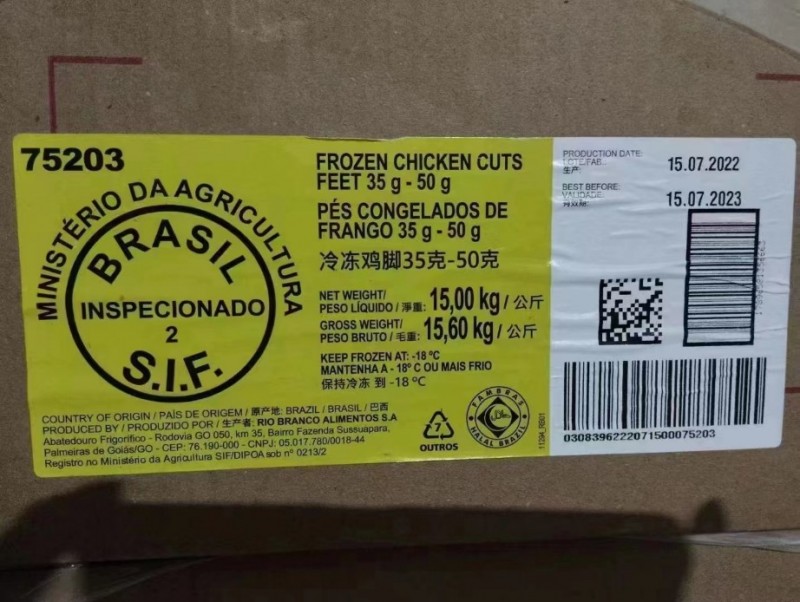 75203
MINISTÉRIO DA AGRICULTURA
BRASIL
INSPECIONADO
2
S.I.F.
FROZEN CHICKEN CUTS
FEET 35 g - 50 g
PÉS CONGELADOS DE
FRANGO 35 g - 50 g
冷冻鸡脚35克-50克
NET WEIGHT/
PESO LÍQUIDO / 淨重: 15,00 kg / 公斤
GROSS WEIGHT/
PESO BRUTO / 毛重: 15,60 kg / 公斤
KEEP FROZEN AT: -18 ºC
MANTENHA A - 18º C OU MAIS FRIO
保持冷冻 到 -18 ºC
COUNTRY OF ORIGIN / PAÍS DE ORIGEM / 原产地: BRAZIL / BRASIL / 巴西
PRODUCED BY / PRODUZIDO POR / 生产者: RIO BRANCO ALIMENTOS S.A
Abatedouro Frigorífico - Rodovia GO 050, km 35, Bairro Fazenda Sussuapara,
Palmeiras de Goiás/GO - CEP: 76.190-000 - CNPJ: 05.017.780/0018-44
Registro no Ministério da Agricultura SIF/DIPOA sob nº 0213/2
7
OUTROS
FAMBRAS
HALAL BRAZIL
PRODUCTION DATE:
LOTE/FAB.
生产
15.07.2022
BEST BEFORE:
VALIDADE:
15.07.2023
0308396222071500075203